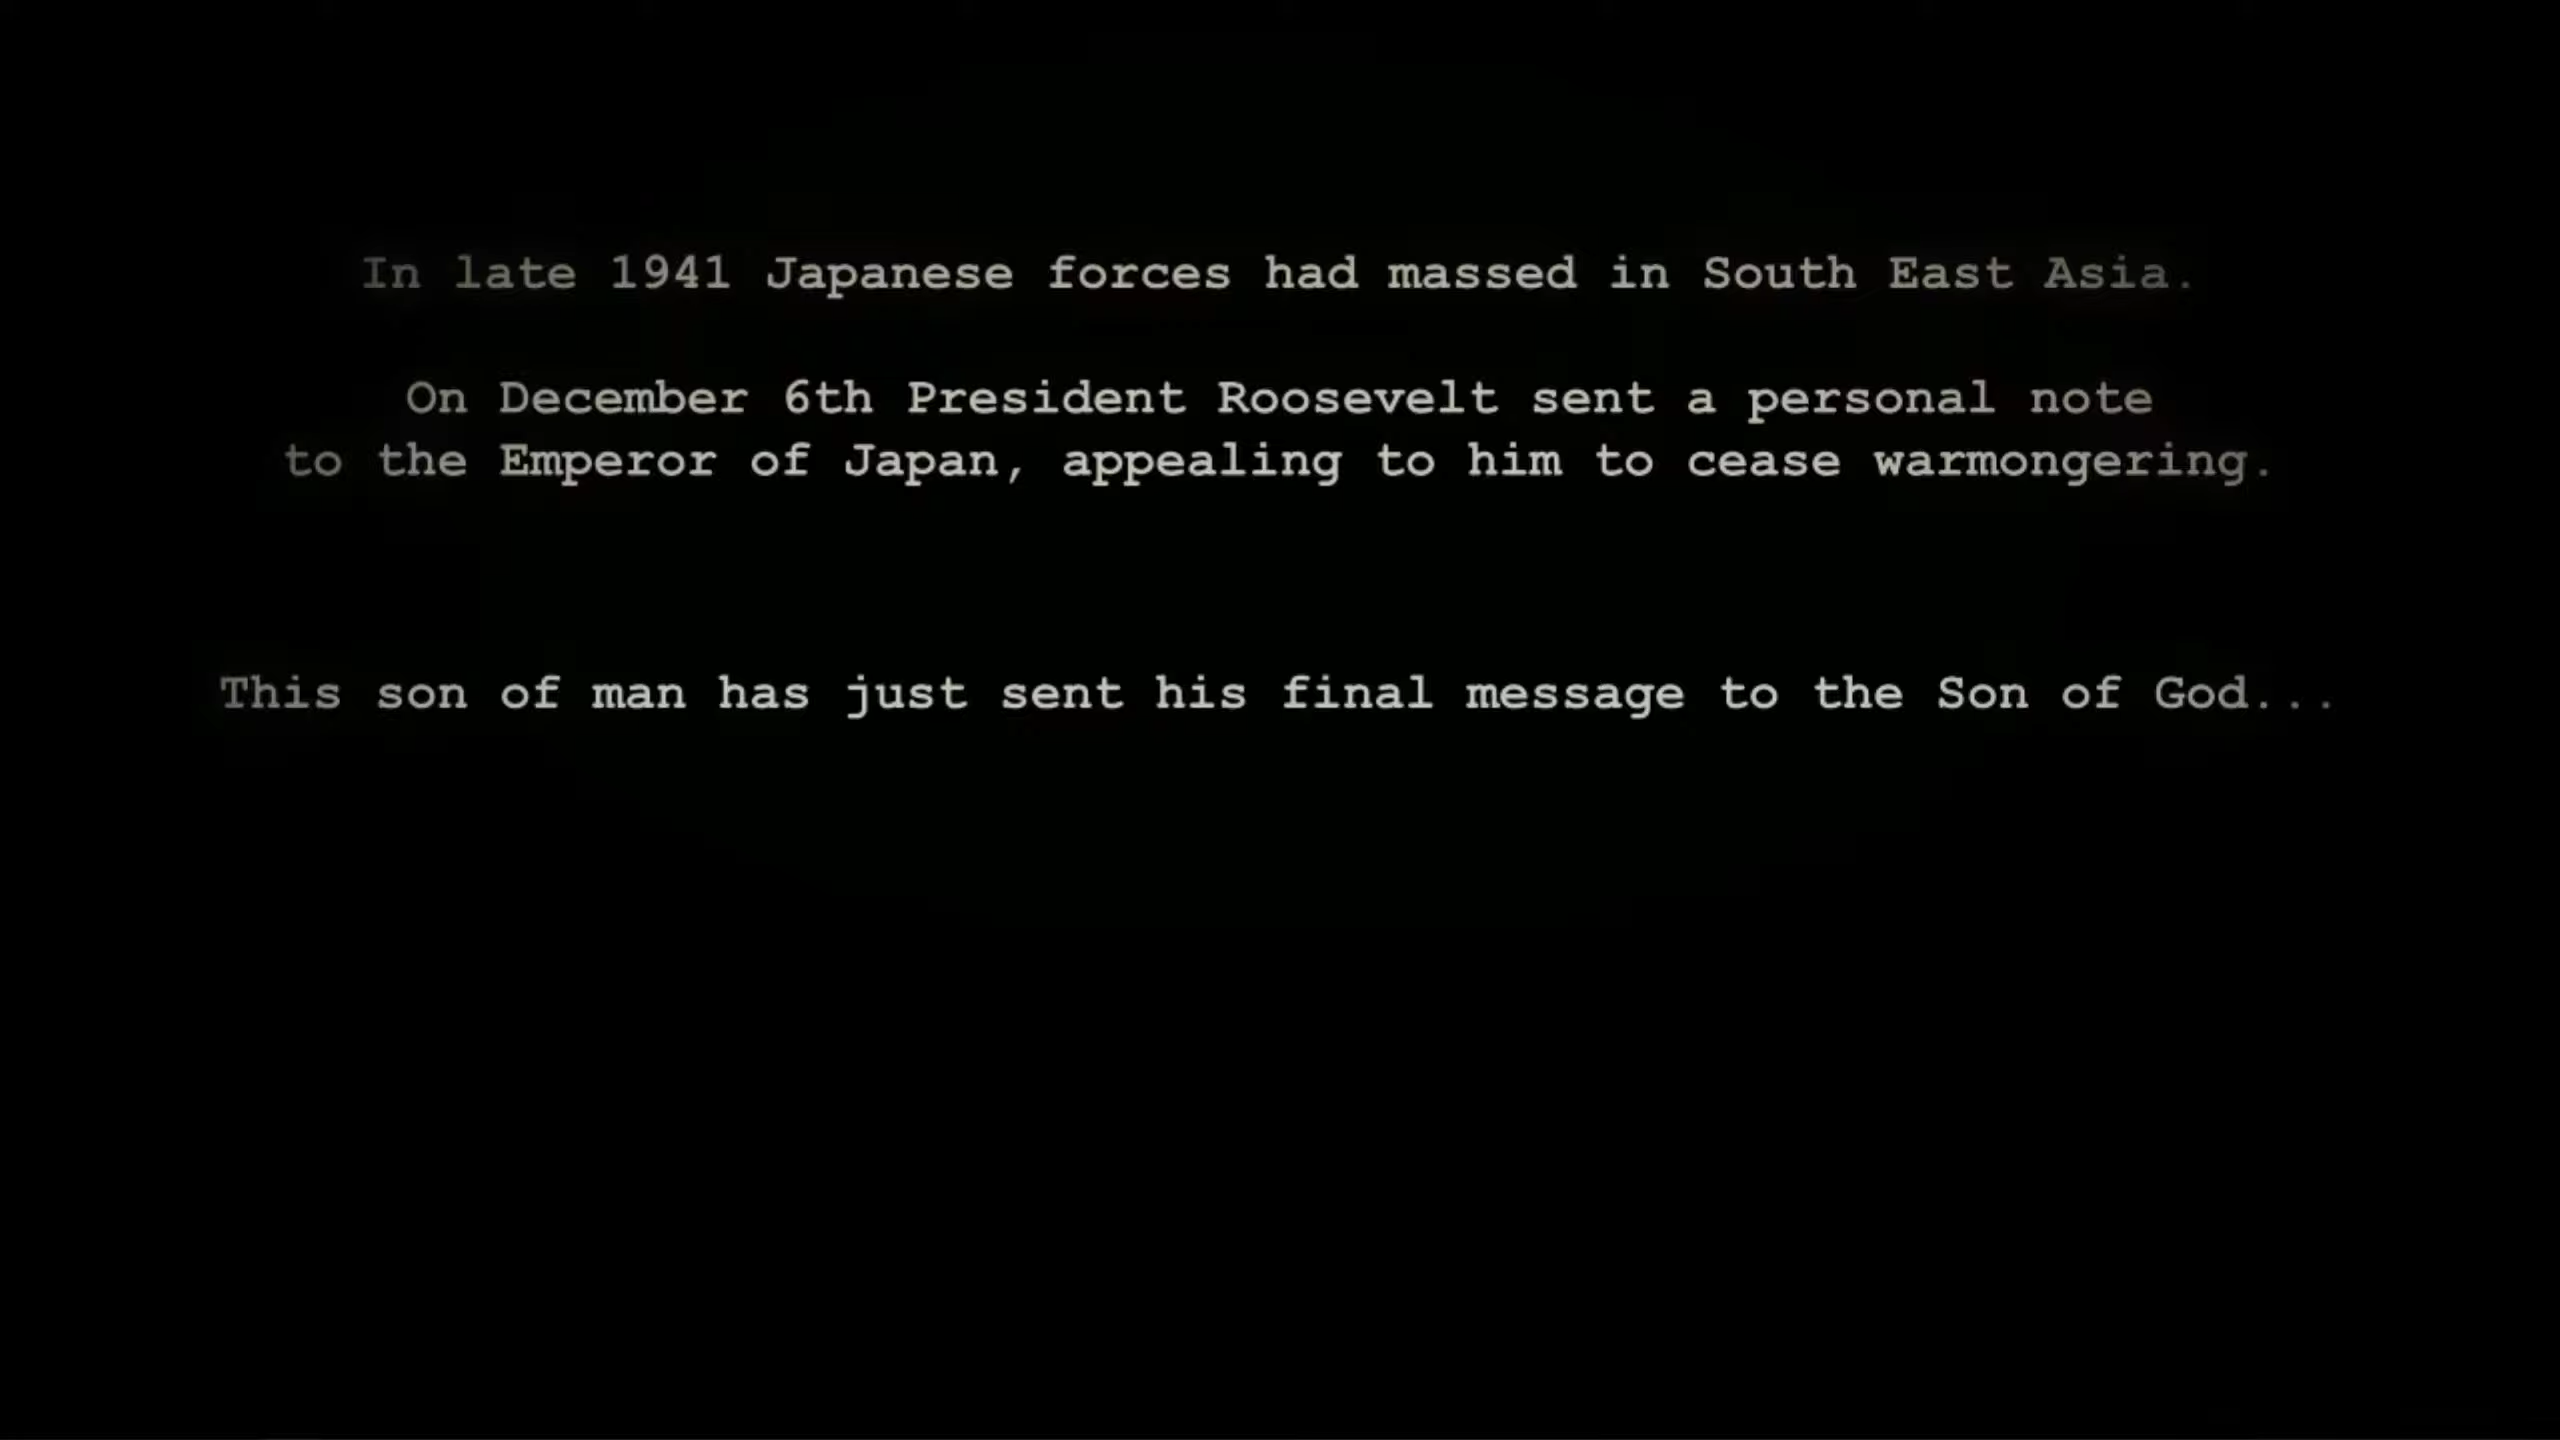 In late 1941 Japanese forces had massed in South East Asia.
On December 6th President Roosevelt sent a personal note
to the Emperor of Japan, appealing to him to cease warmongering.
This son of man has just sent his final message to the Son of God...